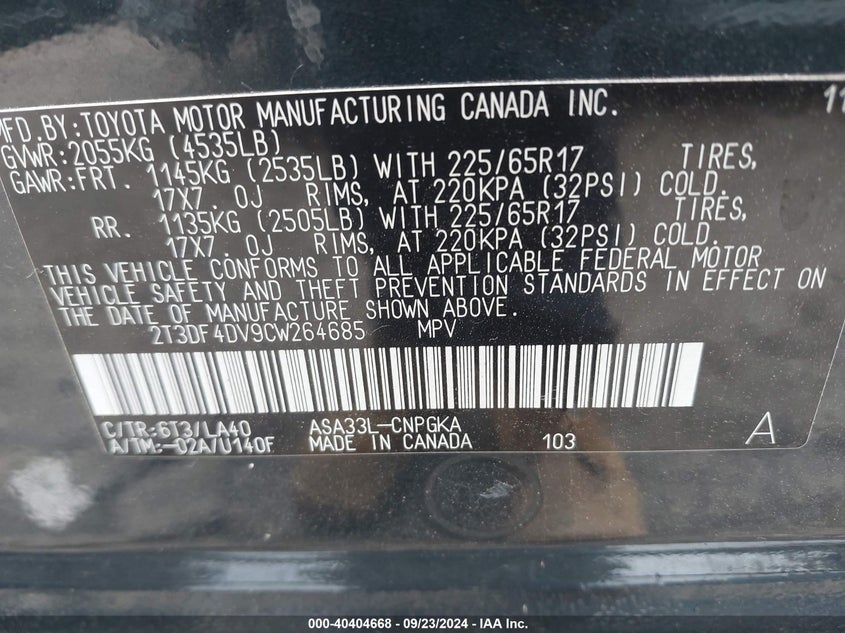 MFD.BY:TOYOTA MOTOR MANUFACTURING CANADA INC. 11
GVWR:2055KG (4535LB)
GAWR:FRT. 1145KG (2535LB) WITH 225/65R17 TIRES,
17X7.0J RIMS, AT 220KPA (32PSI) COLD.
RR. 1135KG (2505LB) WITH 225/65R17 TIRES,
17X7.0J RIMS, AT 220KPA (32PSI) COLD.
THIS VEHICLE CONFORMS TO ALL APPLICABLE FEDERAL MOTOR
VEHICLE SAFETY AND THEFT PREVENTION STANDARDS IN EFFECT ON
THE DATE OF MANUFACTURE SHOWN ABOVE.
2T3DF4DV9CW264685 MPV
C/TR:6T3/LA40 ASA33L-CNPGKA
A/TM:-02A/U140F MADE IN CANADA 103 A
000-40404668 - 09/23/2024 - IAA Inc.